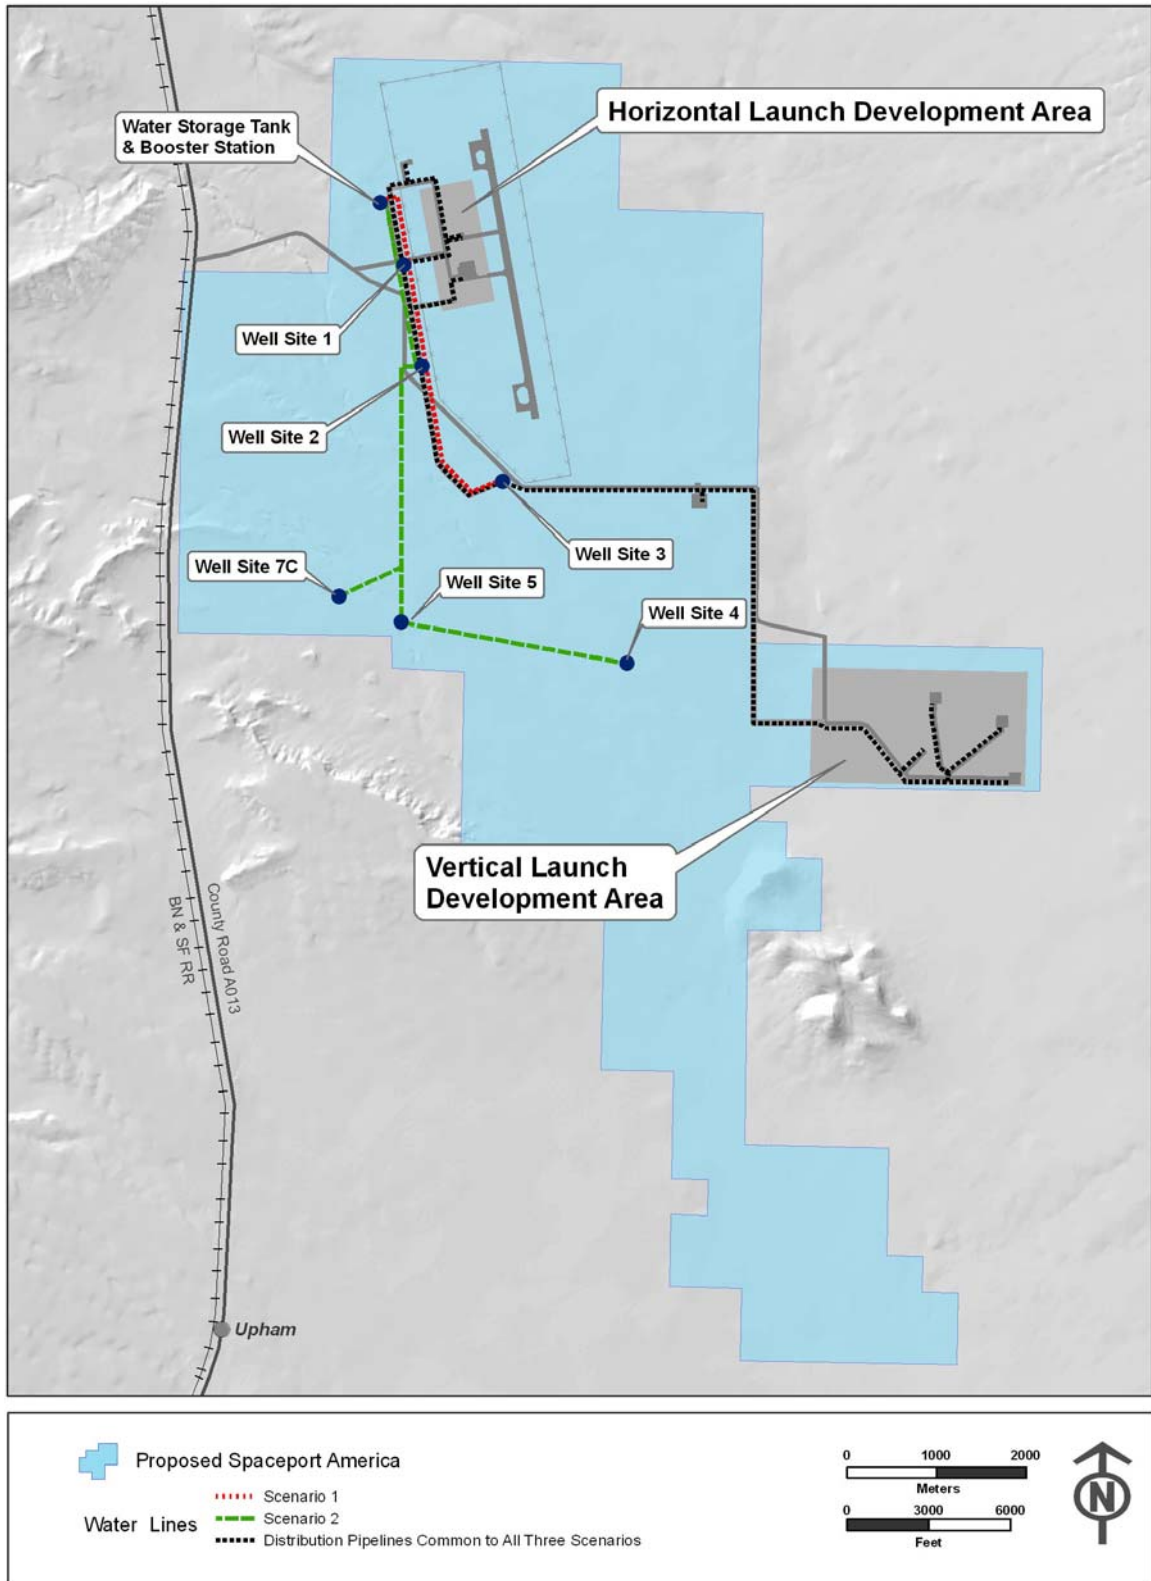 Horizontal Launch Development Area
Water Storage Tank
& Booster Station
Well Site 1
Well Site 2
Well Site 3
Well Site 7C
Well Site 5
Well Site 4
Vertical Launch
Development Area
County Road A013
BN & SF RR
Upham
Proposed Spaceport America
Water Lines
Scenario 1
Scenario 2
Distribution Pipelines Common to All Three Scenarios
0 1000 2000
Meters
0 3000 6000
Feet
N